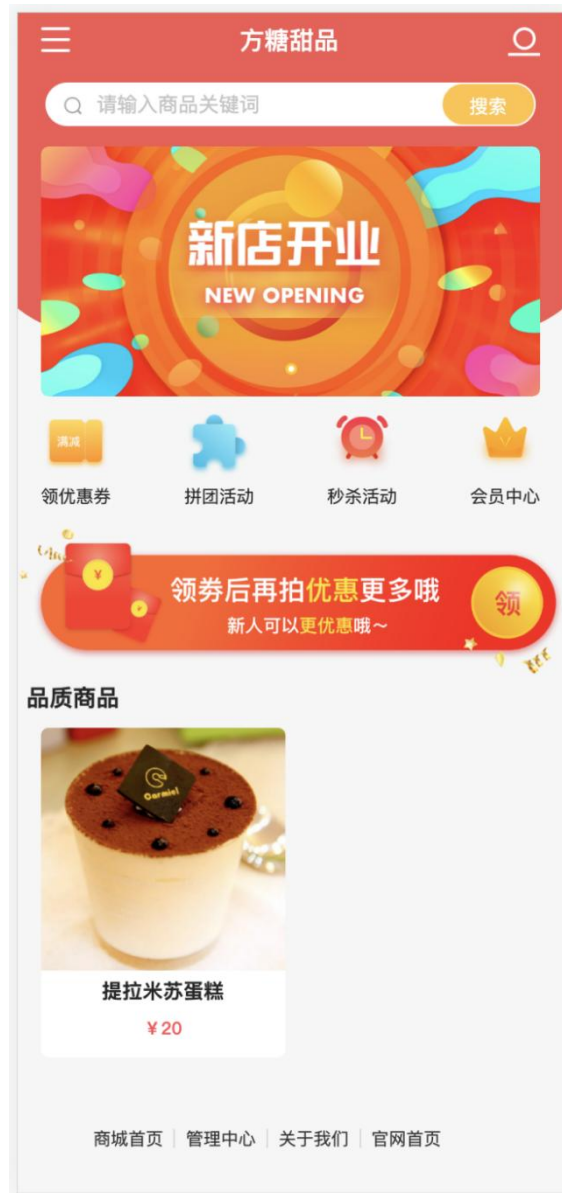 方糖甜品
请输入商品关键词
搜索
新店开业
NEW OPENING
满减
领优惠券
拼团活动
秒杀活动
会员中心
¥
¥
领券后再拍优惠更多哦
新人可以更优惠哦～
领
品质商品
Carmiel
提拉米苏蛋糕
¥20
商城首页 | 管理中心 | 关于我们 | 官网首页